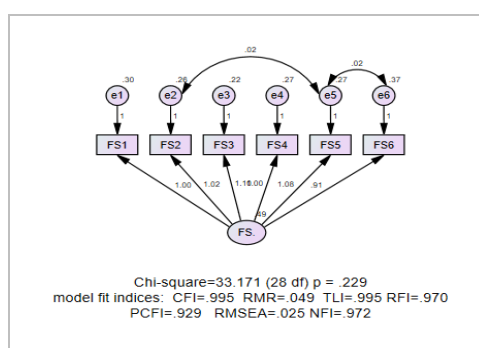 .02
.02
.30 .26 .22 .27 .27 .37
e1 e2 e3 e4 e5 e6
1 1 1 1 1 1
FS1 FS2 FS3 FS4 FS5 FS6
1.00 1.02 1.00 1.08 .91
.49
FS.
Chi-square=33.171 (28 df) p = .229
model fit indices: CFI=.995 RMR=.049 TLI=.995 RFI=.970
PCFI=.929 RMSEA=.025 NFI=.972